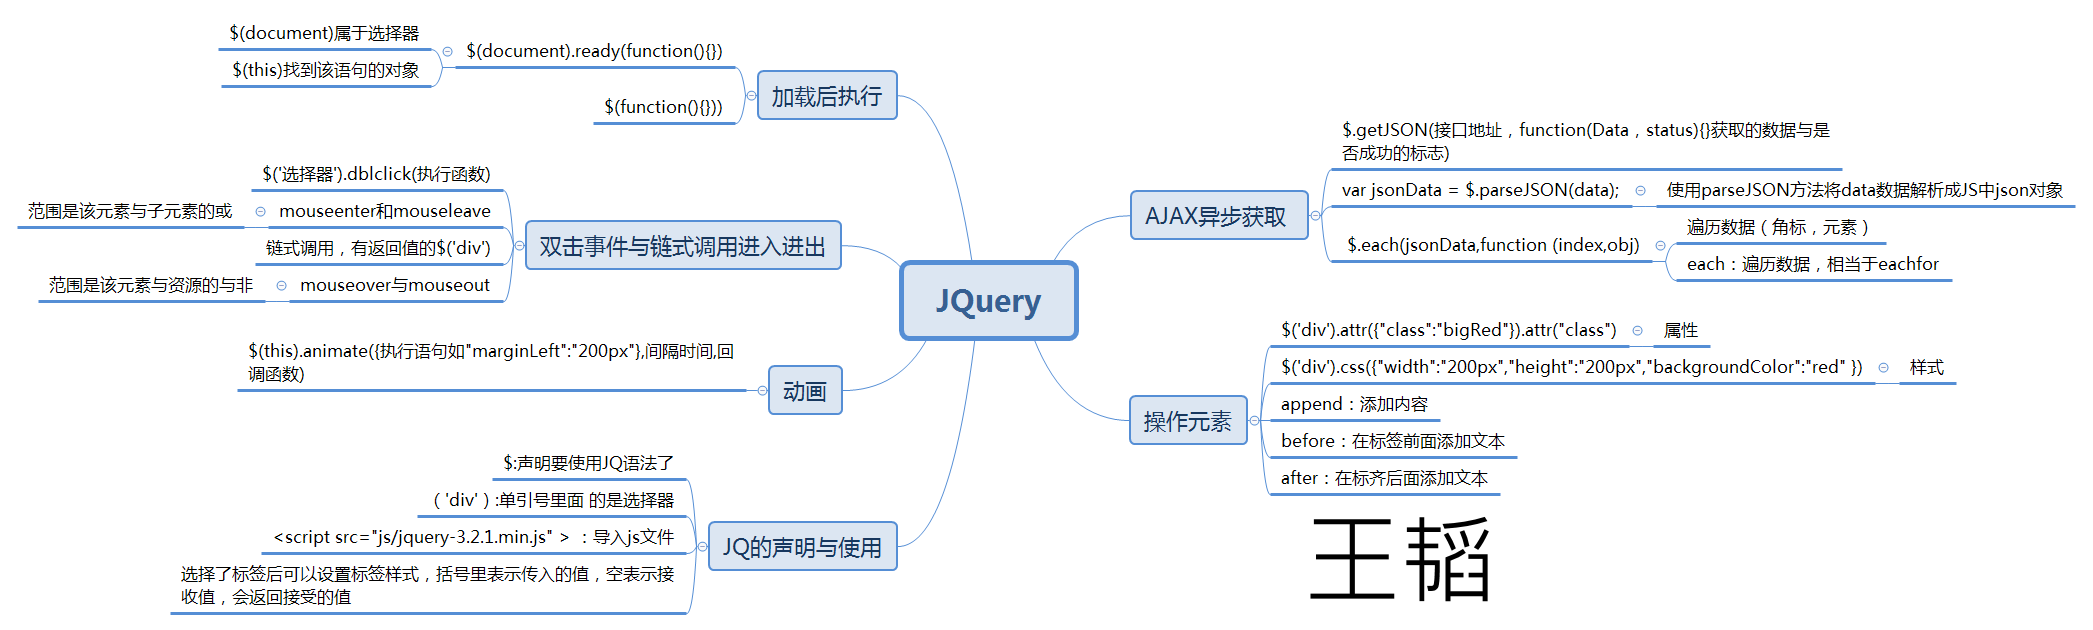 $(document)属于选择器
$(this)找到该语句的对象
$(document).ready(function(){})
$(function(){}))
加载后执行
$('选择器').dblclick(执行函数)
范围是该元素与子元素的或
mouseenter和mouseleave
链式调用，有返回值的$('div')
范围是该元素与资源的与非
mouseover与mouseout
双击事件与链式调用进入进出
$(this).animate({执行语句如"marginLeft":"200px"},间隔时间,回
调函数)
动画
$:声明要使用JQ语法了
（'div'）:单引号里面 的是选择器
<script src="js/jquery-3.2.1.min.js" > ：导入js文件
选择了标签后可以设置标签样式，括号里表示传入的值，空表示接
收值，会返回接受的值
JQ的声明与使用
JQuery
AJAX异步获取
$.getJSON(接口地址，function(Data，status){}获取的数据与是
否成功的标志)
var jsonData = $.parseJSON(data);
使用parseJSON方法将data数据解析成JS中json对象
$.each(jsonData,function (index,obj)
遍历数据（角标，元素）
each：遍历数据，相当于eachfor
操作元素
$('div').attr({"class":"bigRed"}).attr("class")
属性
$('div').css({"width":"200px","height":"200px","backgroundColor":"red" })
样式
append：添加内容
before：在标签前面添加文本
after：在标齐后面添加文本
王韬